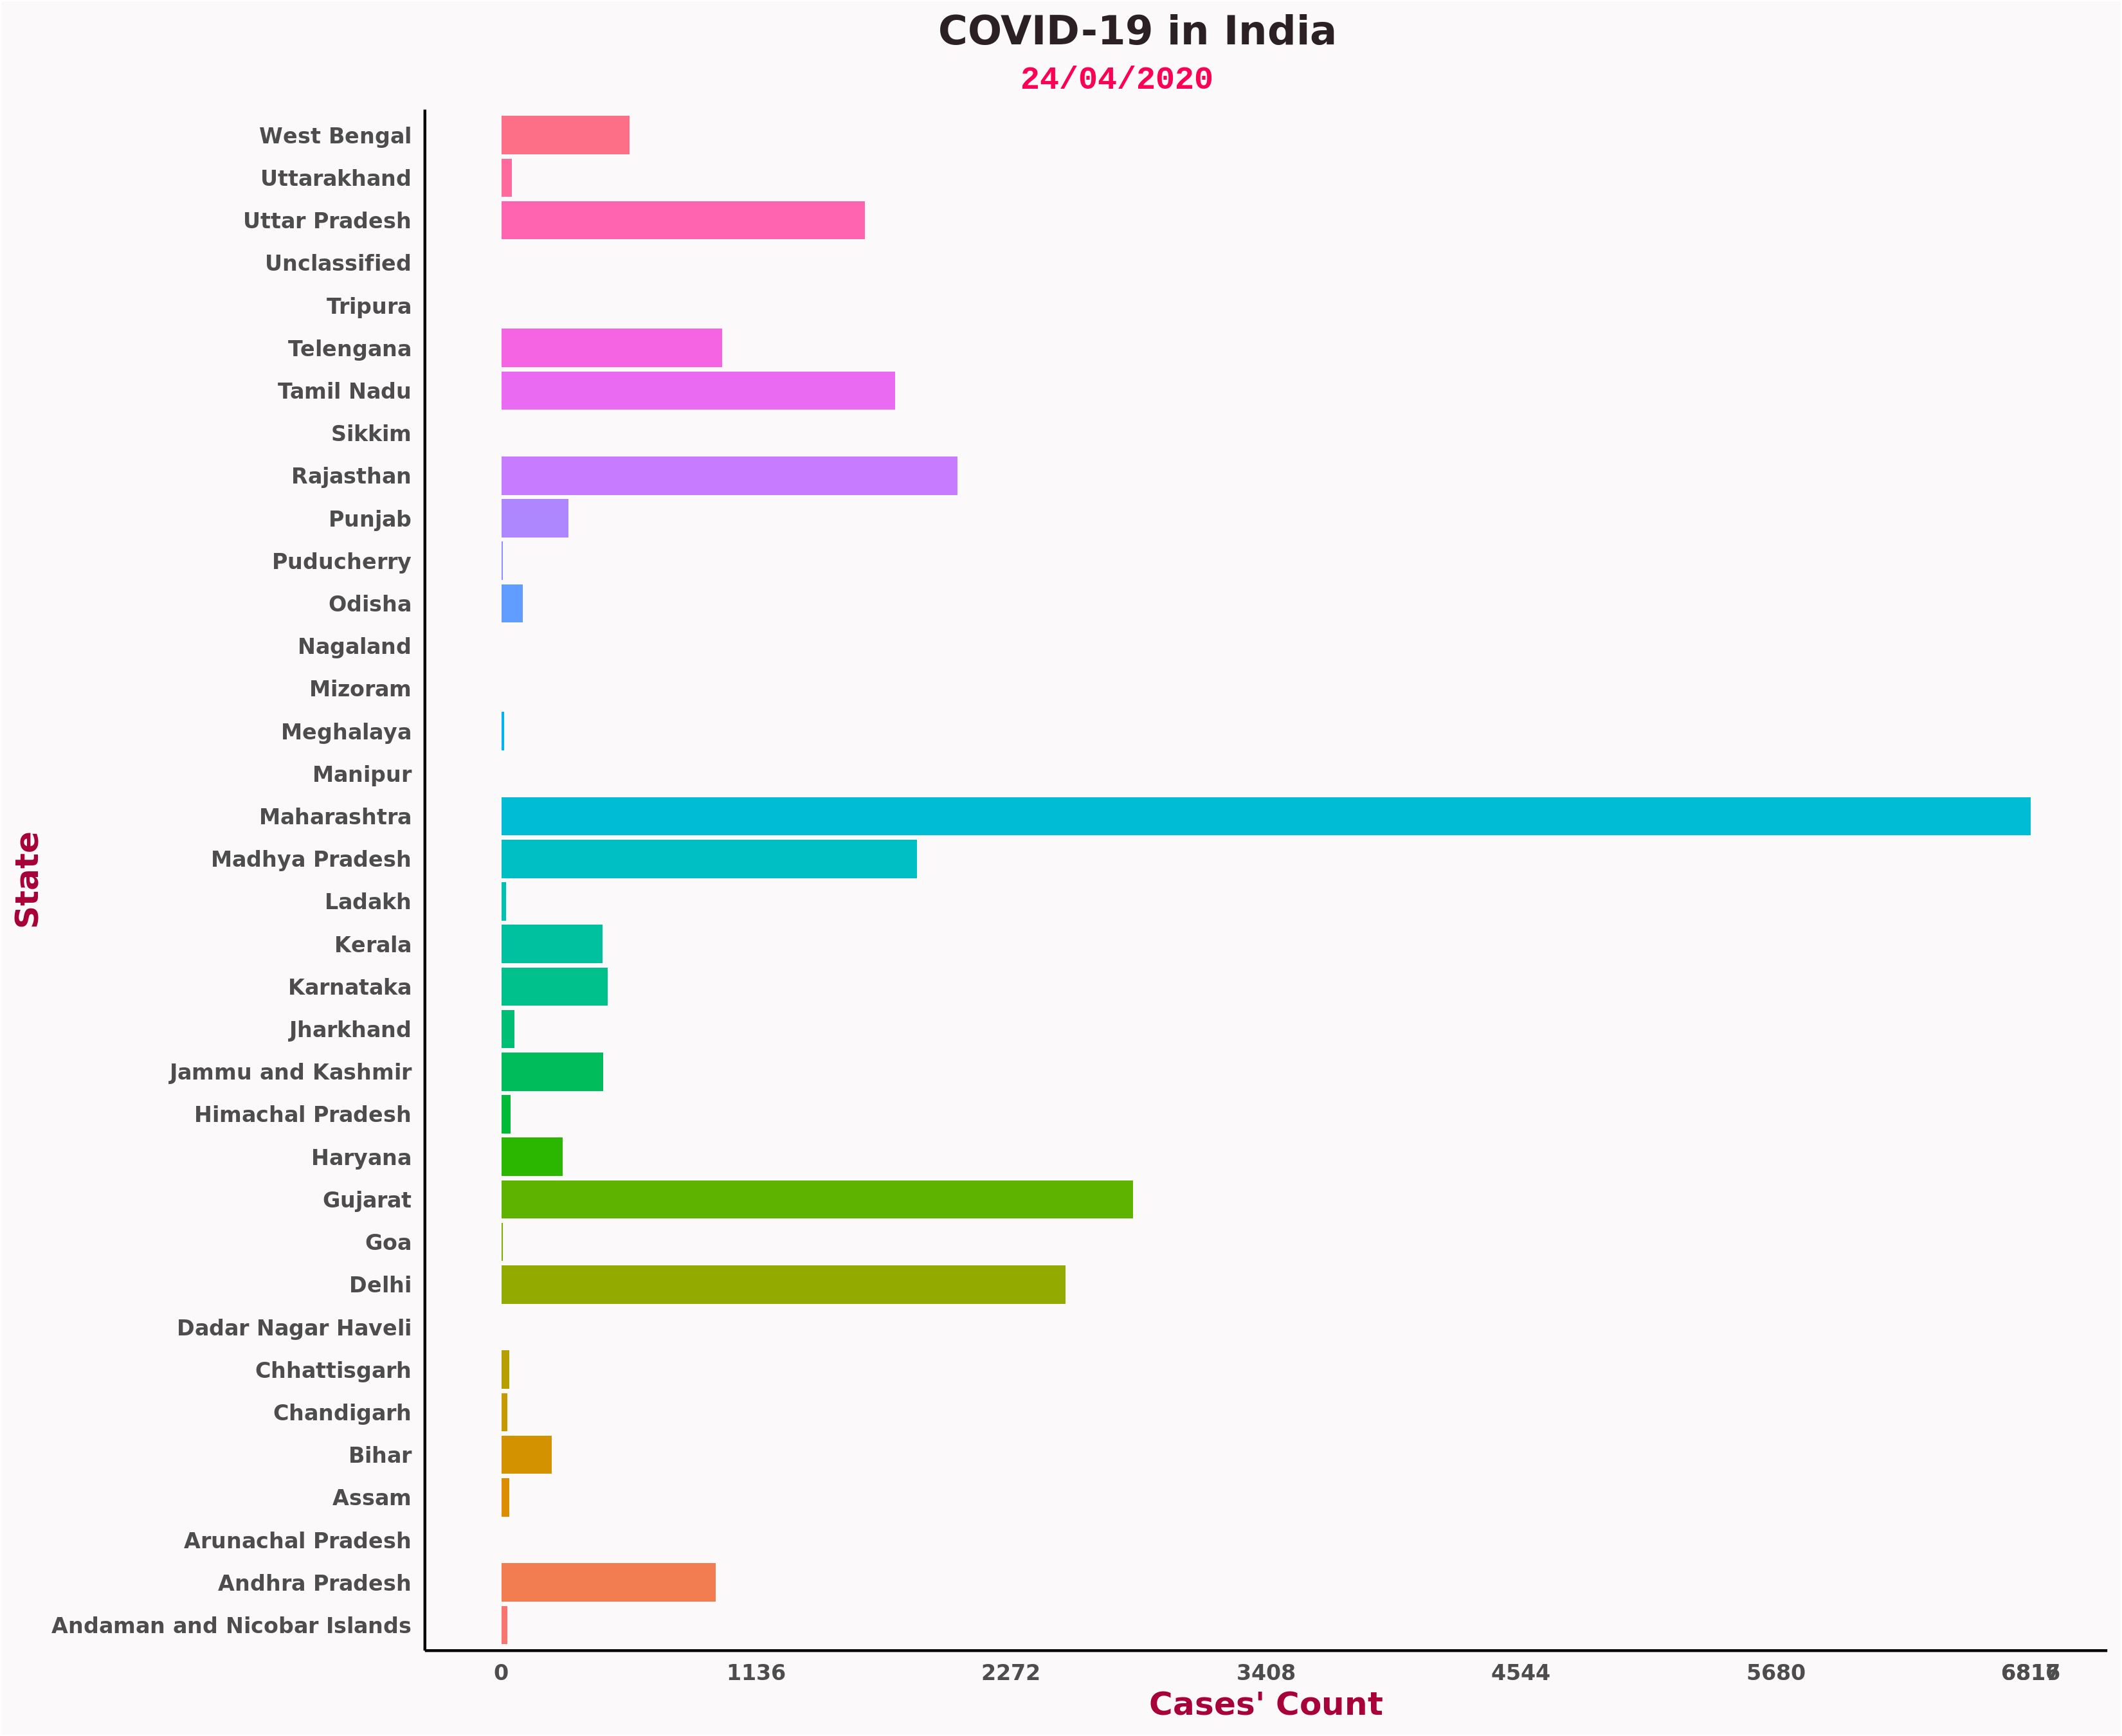 COVID-19 in India
24/04/2020
West Bengal
Uttarakhand
Uttar Pradesh
Unclassified
Tripura
Telengana
Tamil Nadu
Sikkim
Rajasthan
Punjab
Puducherry
Odisha
Nagaland
Mizoram
Meghalaya
Manipur
Maharashtra
Madhya Pradesh
Ladakh
Kerala
Karnataka
Jharkhand
Jammu and Kashmir
Himachal Pradesh
Haryana
Gujarat
Goa
Delhi
Dadar Nagar Haveli
Chhattisgarh
Chandigarh
Bihar
Assam
Arunachal Pradesh
Andhra Pradesh
Andaman and Nicobar Islands
State
0 1136 2272 3408 4544 5680
Cases' Count